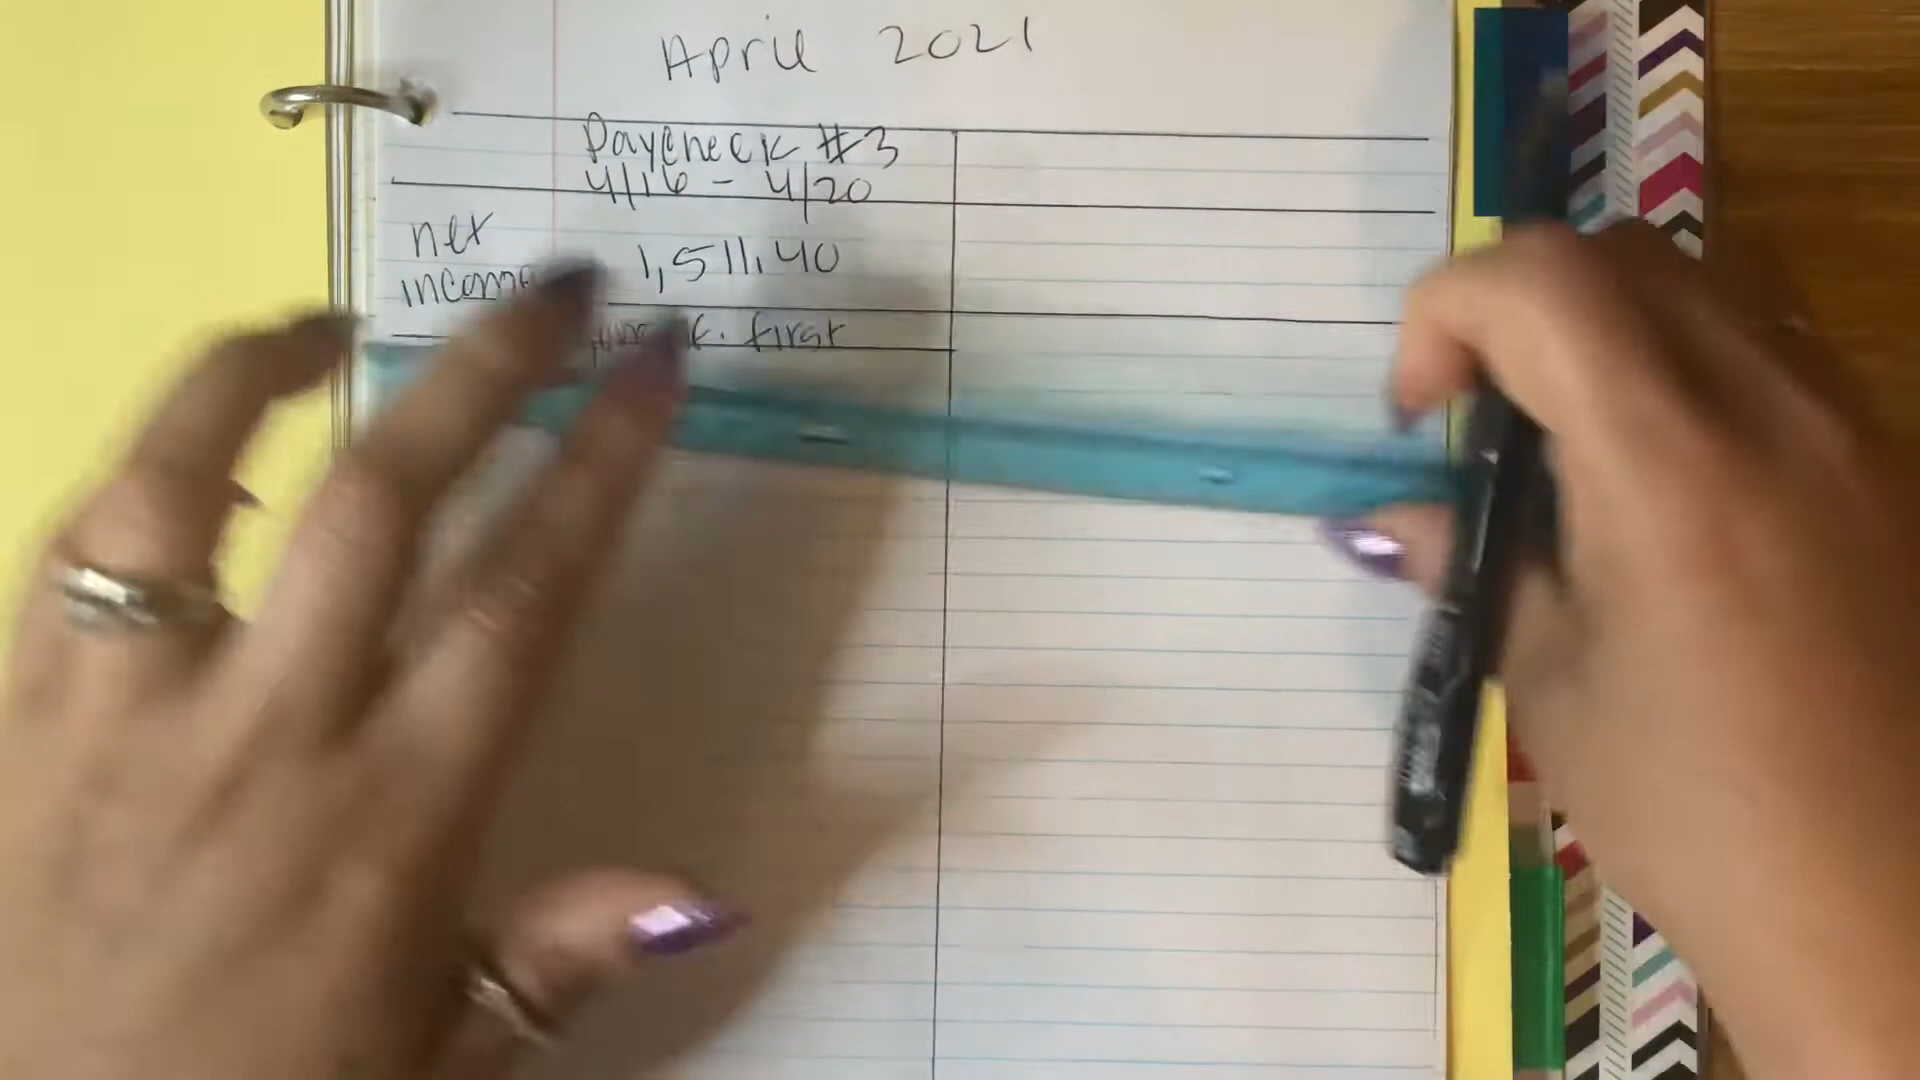 April 2021
Paycheck #3
4/16 - 4/20
net
income
1,511.40
first